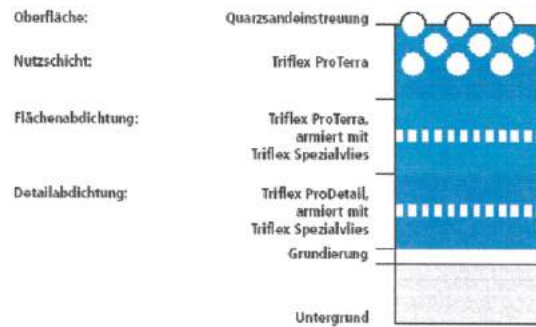 Oberfläche: Quarzsandeinstreuung
Nutzschicht: Triflex ProTerra
Flächenabdichtung: Triflex ProTerra,
armiert mit
Triflex Spezialvlies
Detailabdichtung: Triflex ProDetail,
armiert mit
Triflex Spezialvlies
Grundierung
Untergrund